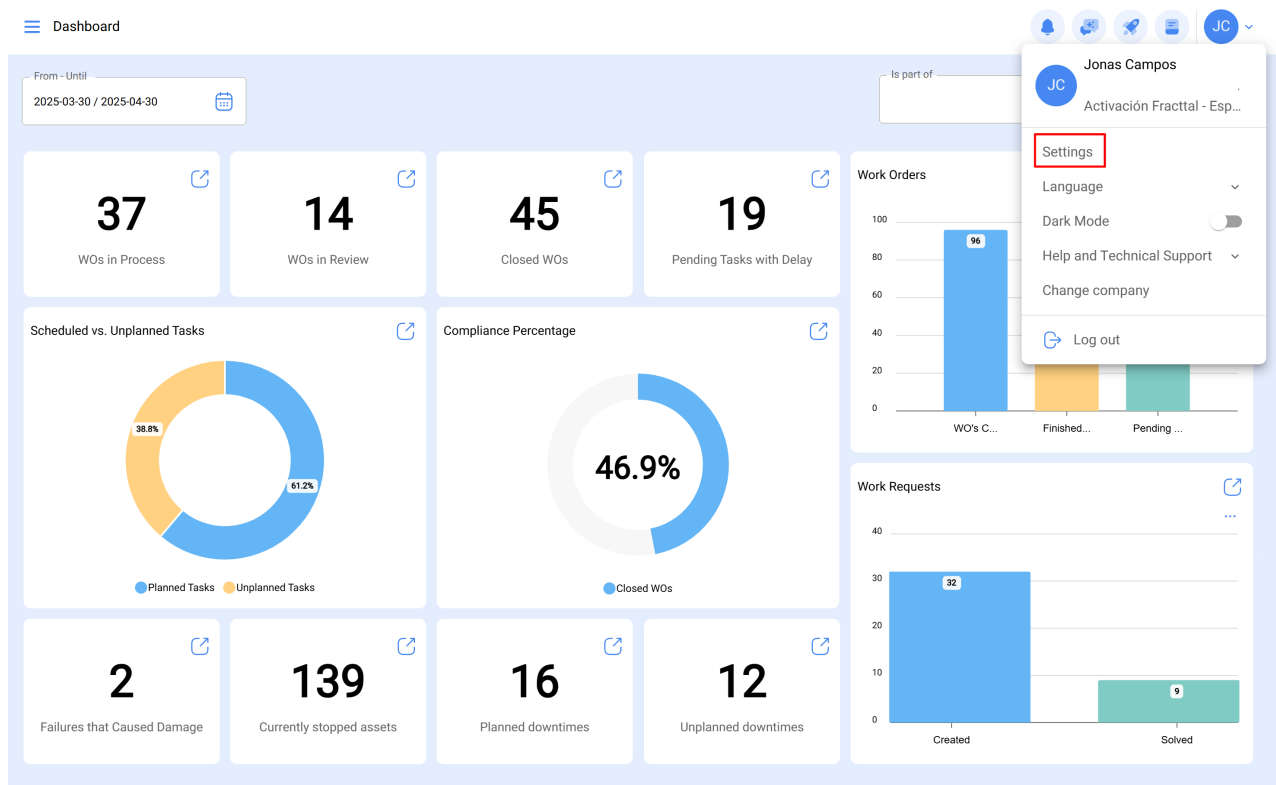 Dashboard
JC
From - Until
2025-03-30 / 2025-04-30
Is part of
JC
Jonas Campos
Activación Fracttal - Esp...
Settings
Language
Dark Mode
Help and Technical Support
Change company
Log out
37
WOs in Process
14
WOs in Review
45
Closed WOs
19
Pending Tasks with Delay
Work Orders
100
80
60
40
20
0
96
WO's C...
Finished...
Pending ...
Scheduled vs. Unplanned Tasks
38.8%
61.2%
Planned Tasks
Unplanned Tasks
Compliance Percentage
46.9%
Closed WOs
Work Requests
...
40
30
20
10
0
32
9
Created
Solved
2
Failures that Caused Damage
139
Currently stopped assets
16
Planned downtimes
12
Unplanned downtimes